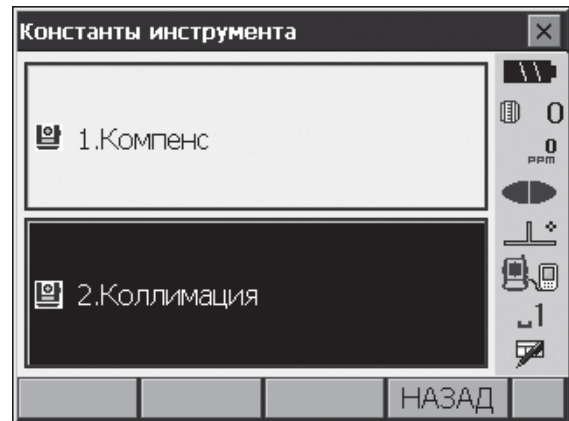 Константы инструмента
1.Компенс
0
0
PPM
2.Коллимация
1
НАЗАД